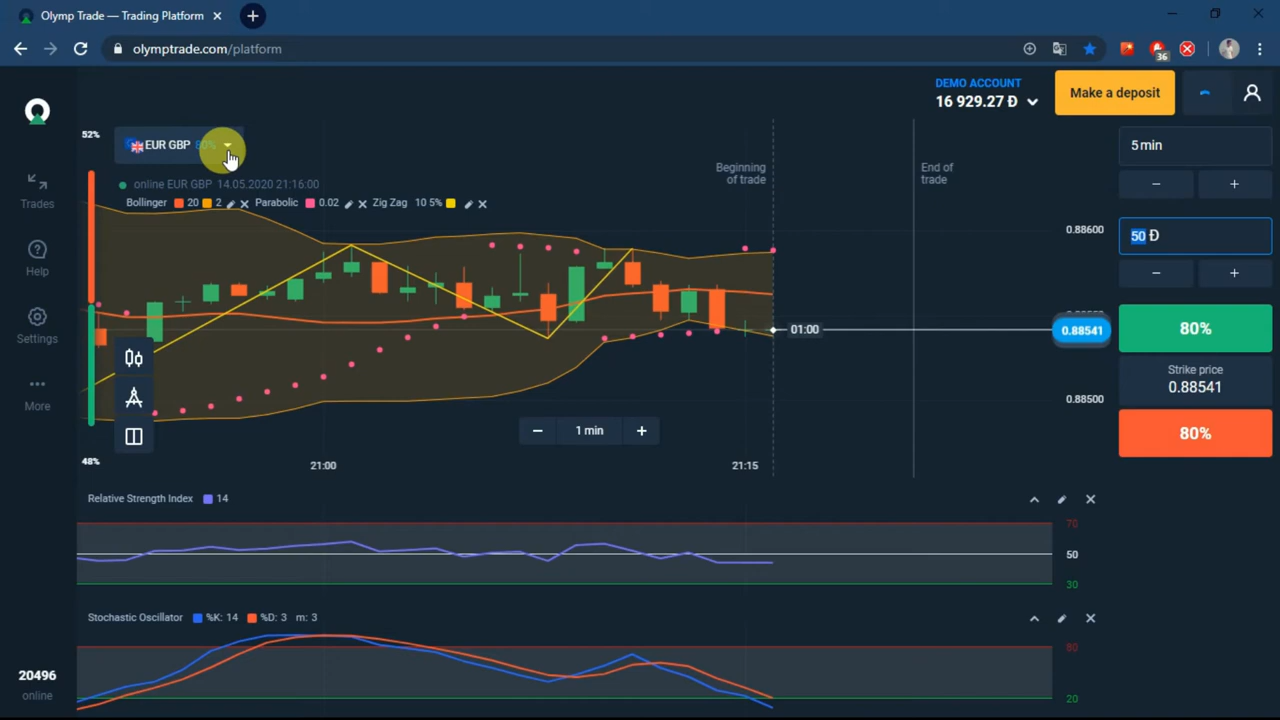 Olymp Trade — Trading Platform
olymptrade.com/platform
36
DEMO ACCOUNT
16 929.27 Đ
Make a deposit
52%
EUR GBP 80%
online EUR GBP 14.05.2020 21:16:00
Bollinger 20 2 Parabolic 0.02 Zig Zag 10 5%
Beginning of trade
End of trade
5 min
− +
50 Đ
− +
Trades
Help
Settings
More
0.88600
01:00
0.88541
80%
Strike price
0.88541
0.88500
80%
− 1 min +
48%
21:00
21:15
Relative Strength Index 14
70
50
30
Stochastic Oscillator %K: 14 %D: 3 m: 3
80
20
20496
online